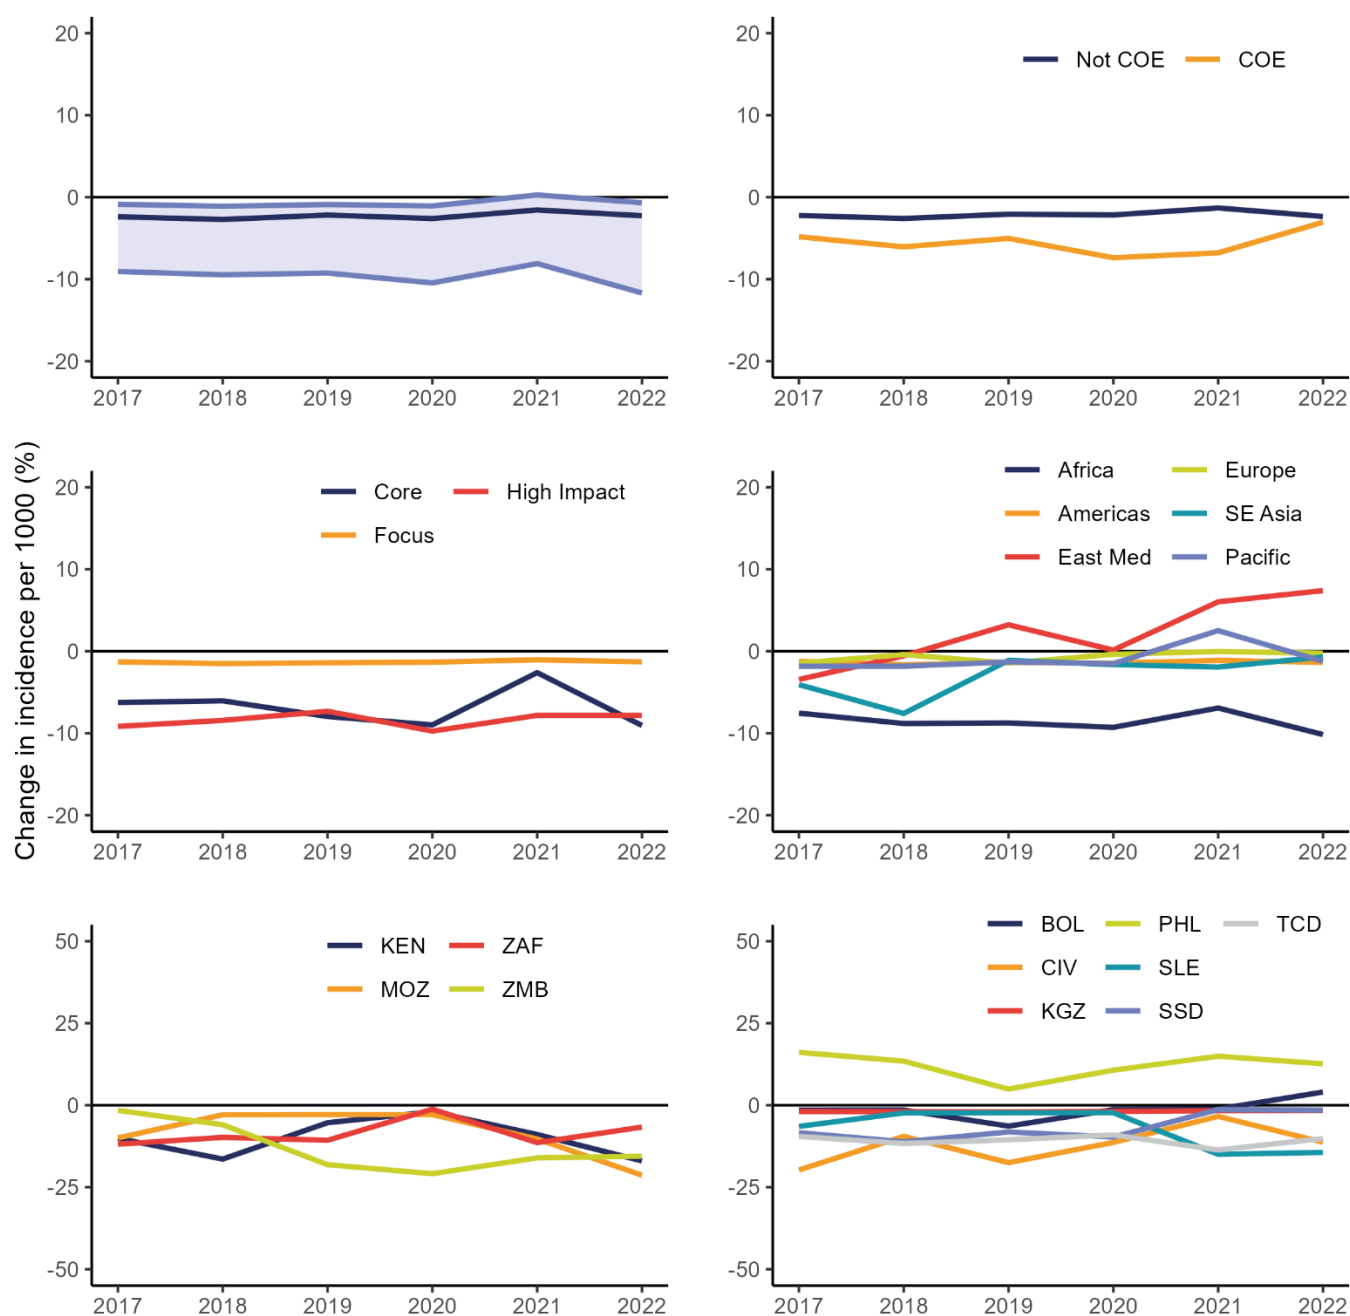 20
10
0
-10
-20
2017 2018 2019 2020 2021 2022
Not COE COE
20
10
0
-10
-20
2017 2018 2019 2020 2021 2022
Change in incidence per 1000 (%)
Core High Impact
Focus
20
10
0
-10
-20
2017 2018 2019 2020 2021 2022
Africa Europe
Americas SE Asia
East Med Pacific
20
10
0
-10
-20
2017 2018 2019 2020 2021 2022
KEN ZAF
MOZ ZMB
50
25
0
-25
-50
2017 2018 2019 2020 2021 2022
BOL PHL TCD
CIV SLE
KGZ SSD
50
25
0
-25
-50
2017 2018 2019 2020 2021 2022